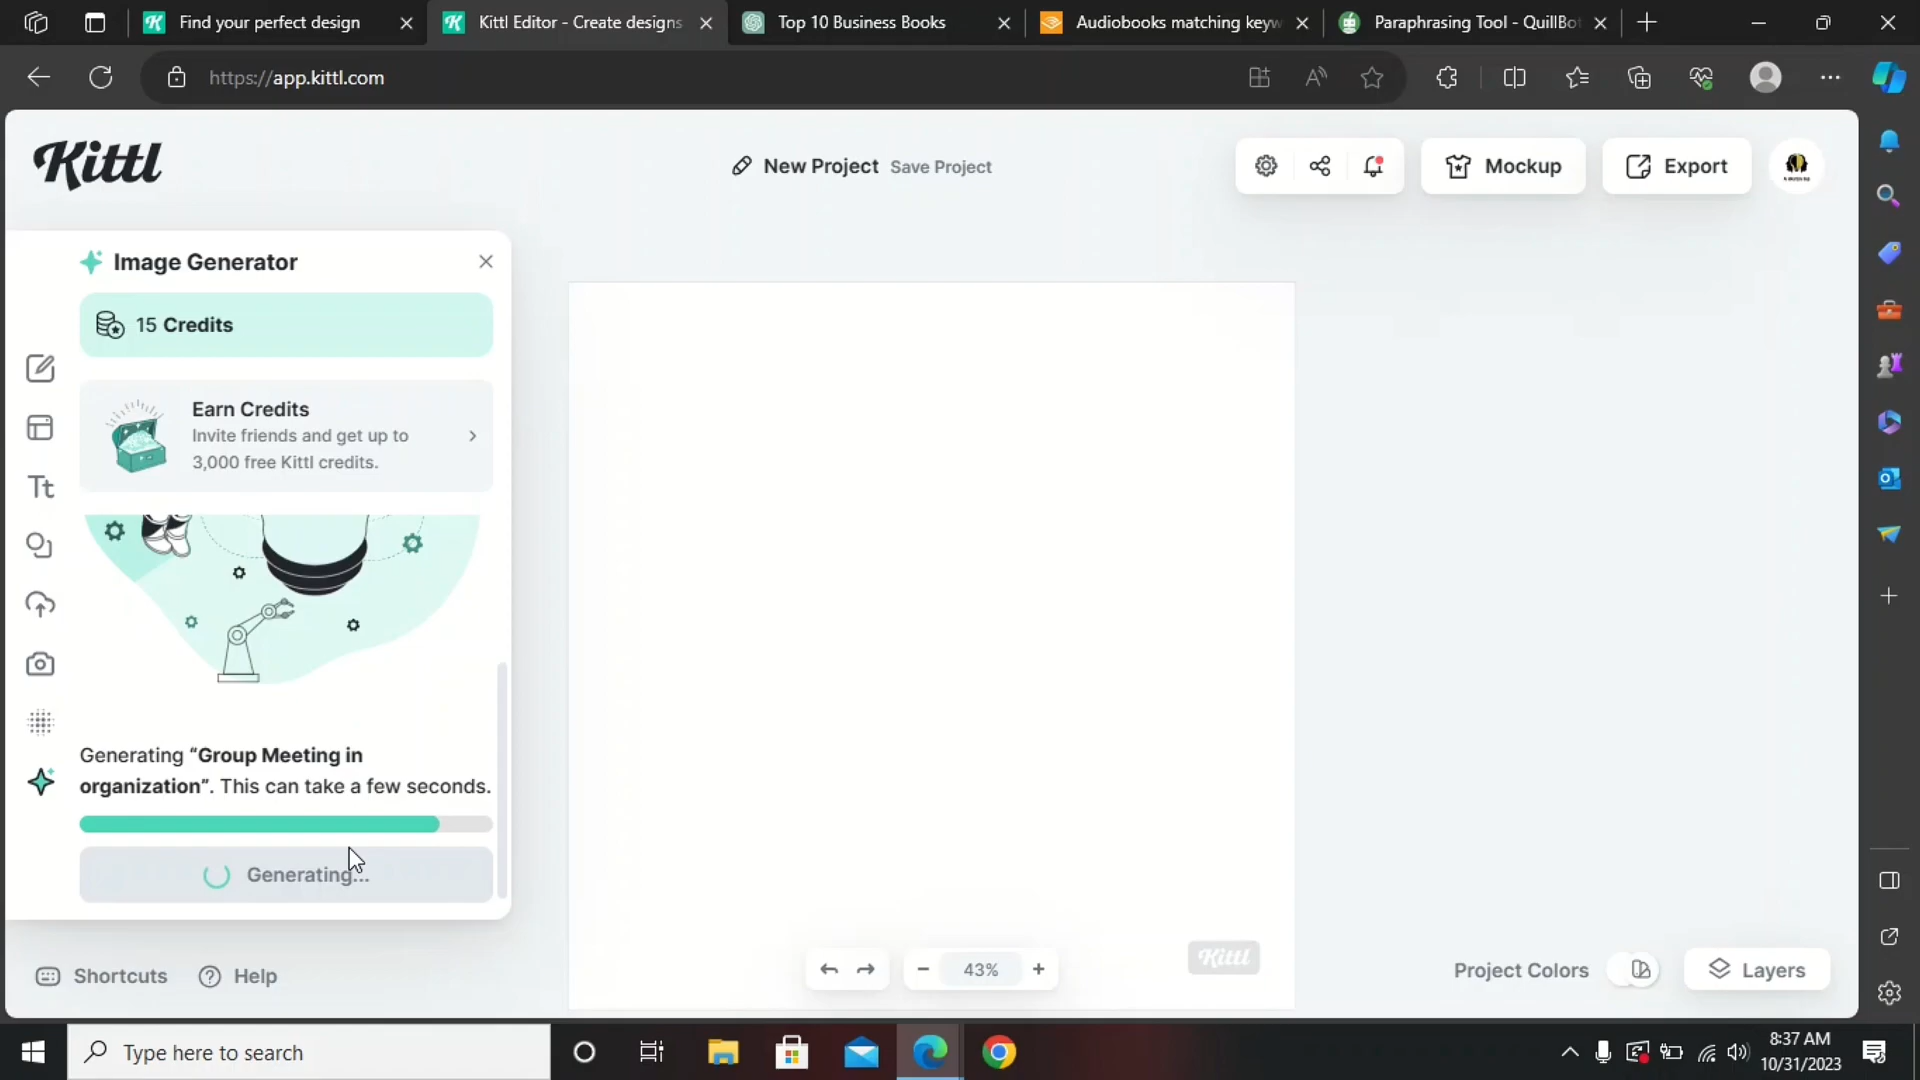 Find your perfect design
Kittl Editor - Create designs
Top 10 Business Books
Audiobooks matching keyw
Paraphrasing Tool - QuillBot
https://app.kittl.com
Kittl
New Project Save Project
Mockup
Export
Image Generator
15 Credits
Earn Credits
Invite friends and get up to
3,000 free Kittl credits.
Tt
Generating “Group Meeting in
organization”. This can take a few seconds.
Generating...
Kittl
Shortcuts
Help
43%
Project Colors
Layers
Type here to search
8:37 AM
10/31/2023